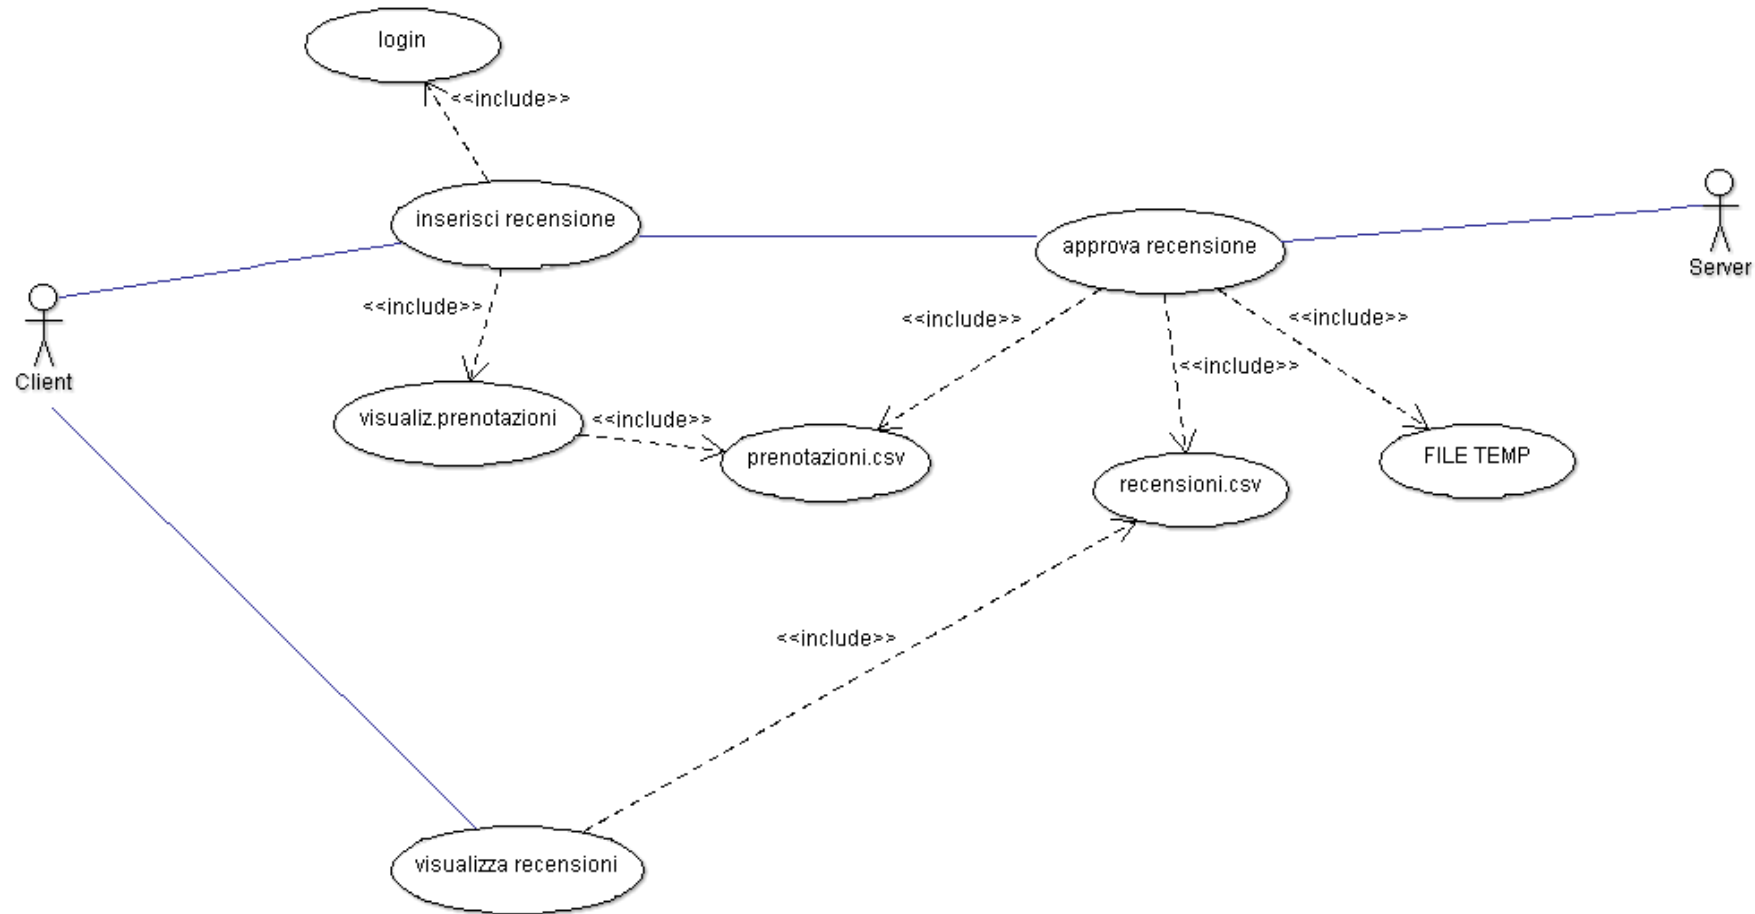 login
<<include>>
inserisci recensione
approva recensione
Server
<<include>>
<<include>>
<<include>>
<<include>>
Client
visualiz.prenotazioni
<<include>>
prenotazioni.csv
FILE TEMP
recensioni.csv
<<include>>
visualizza recensioni